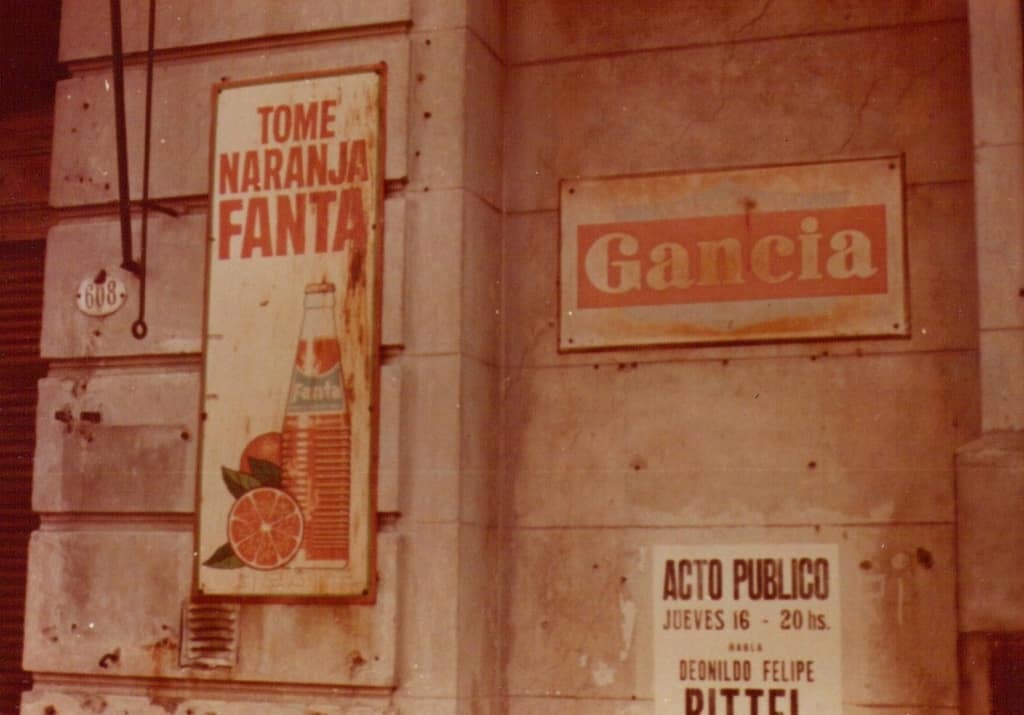 TOME
NARANJA
FANTA
Fanta
608
Gancia
ACTO PUBLICO
JUEVES 16 - 20 hs.
HABLA
DEONILDO FELIPE
BITTEL